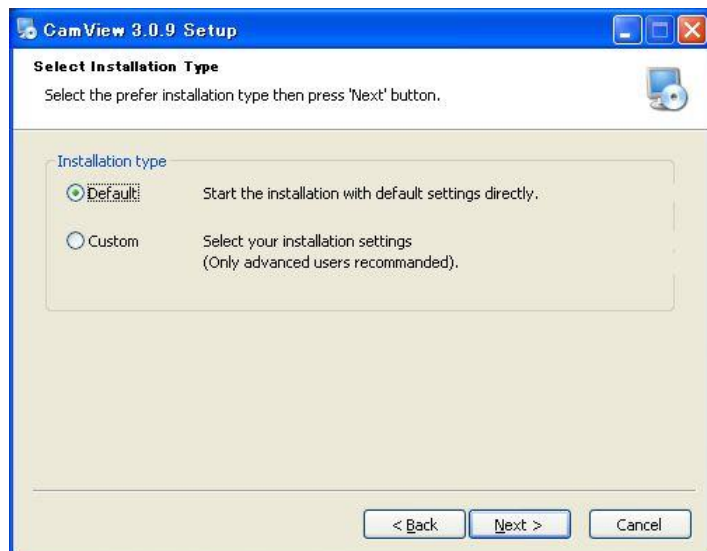 CamView 3.0.9 Setup
Select Installation Type
Select the prefer installation type then press 'Next' button.
Installation type
Default Start the installation with default settings directly.
Custom Select your installation settings
(Only advanced users recommanded).
< Back Next > Cancel